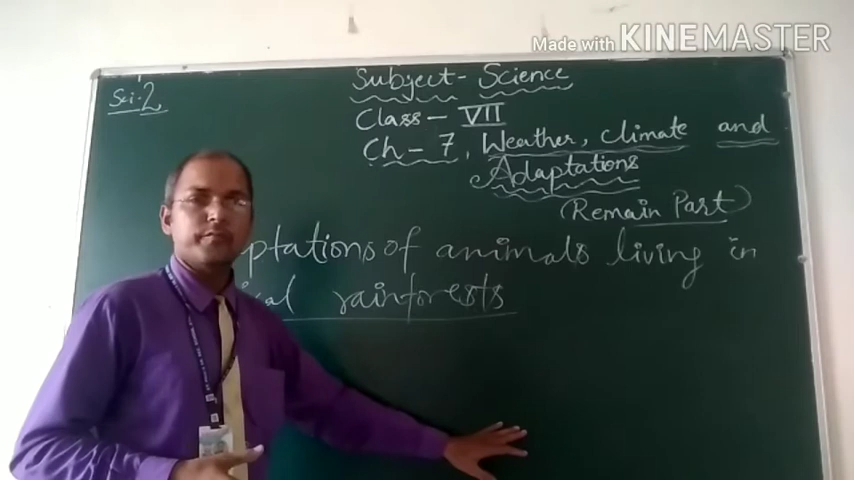 Made with KINEMASTER
Sci-2
Subject- Science
Class- VII
Ch-7, Weather, climate and
Adaptations
(Remain Part)
ptations of animals living in
cal rainforests